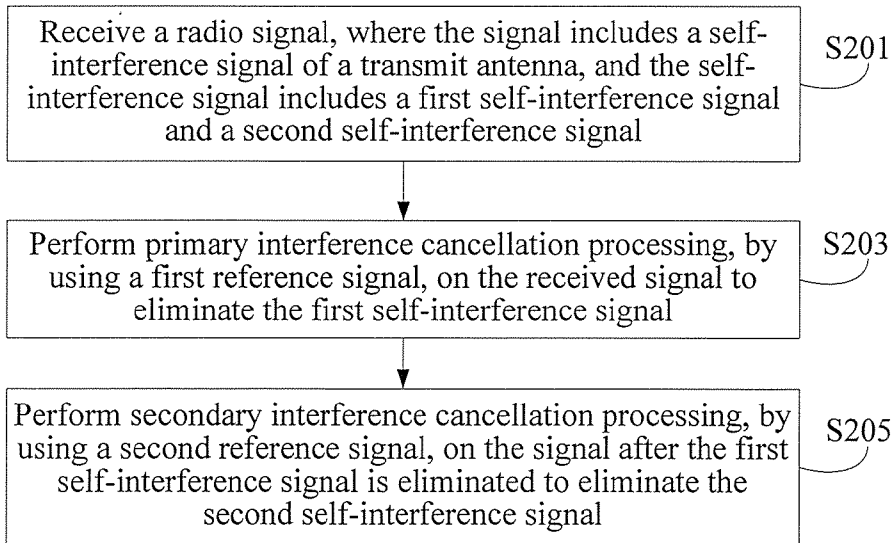 Receive a radio signal, where the signal includes a self-
interference signal of a transmit antenna, and the self-
interference signal includes a first self-interference signal
and a second self-interference signal
S201
Perform primary interference cancellation processing, by
using a first reference signal, on the received signal to
eliminate the first self-interference signal
S203
Perform secondary interference cancellation processing, by
using a second reference signal, on the signal after the first
self-interference signal is eliminated to eliminate the
second self-interference signal
S205